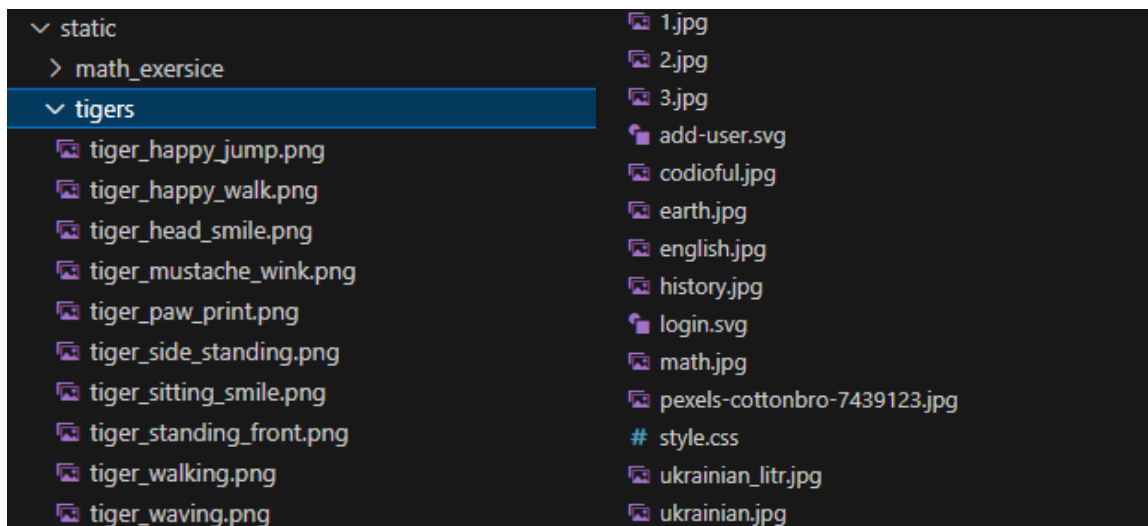 static
math_exersice
tigers
tiger_happy_jump.png
tiger_happy_walk.png
tiger_head_smile.png
tiger_mustache_wink.png
tiger_paw_print.png
tiger_side_standing.png
tiger_sitting_smile.png
tiger_standing_front.png
tiger_walking.png
tiger_waving.png
1.jpg
2.jpg
3.jpg
add-user.svg
codioful.jpg
earth.jpg
english.jpg
history.jpg
login.svg
math.jpg
pexels-cottonbro-7439123.jpg
# style.css
ukrainian_litr.jpg
ukrainian.jpg